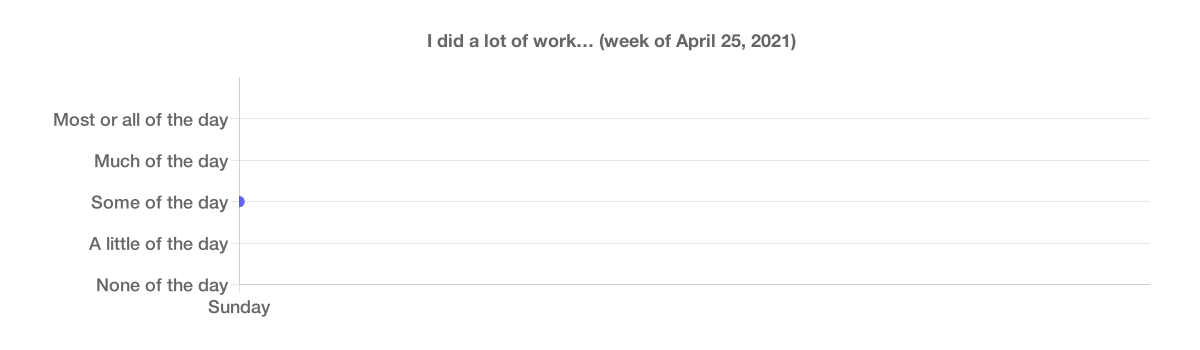 I did a lot of work... (week of April 25, 2021)
Most or all of the day
Much of the day
Some of the day
A little of the day
None of the day
Sunday